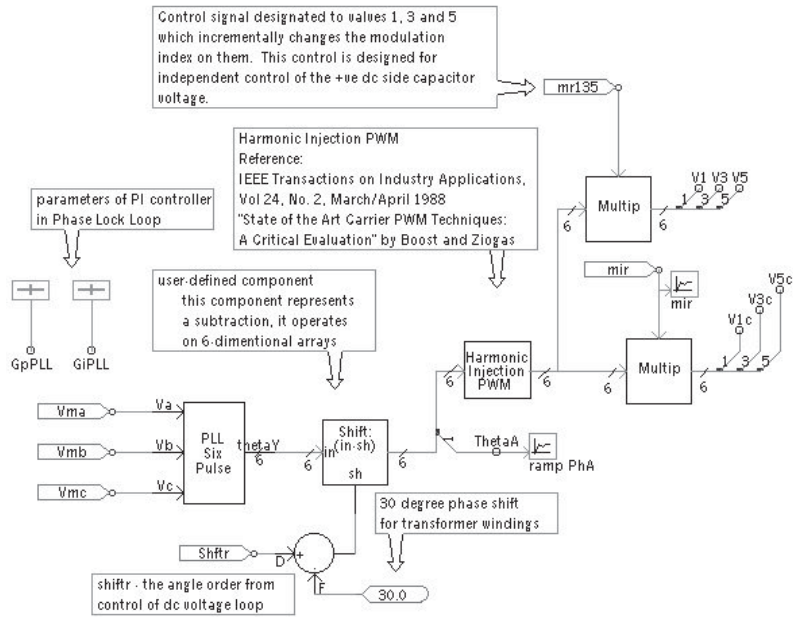 Control signal designated to values 1, 3 and 5
which incrementally changes the modulation
index on them. This control is designed for
independent control of the +ve dc side capacitor
voltage.
mr135
Harmonic Injection PWM
Reference:
IEEE Transactions on Industry Applications,
Vol 24, No. 2, March/April 1988
"State of the Art Carrier PWM Techniques:
A Critical Evaluation" by Boost and Ziogas
V1 V3 V5
Multip
1 3 5
6 6
parameters of PI controller
in Phase Lock Loop
GpPLL GiPLL
user-defined component
this component represents
a subtraction, it operates
on 6-dimentional arrays
mir
mir
V5c
V3c
V1c
Harmonic
Injection
PWM
6 6
Multip
6 6
1 3 5
Vma Va
Vmb Vb
Vmc Vc
PLL
Six
Pulse
thetaY
6 6
in
Shift:
(in-sh)
sh
6
ThetaA
ramp PhA
30 degree phase shift
for transformer windings
Shftr
D + -
F
30.0
shiftr - the angle order from
control of dc voltage loop